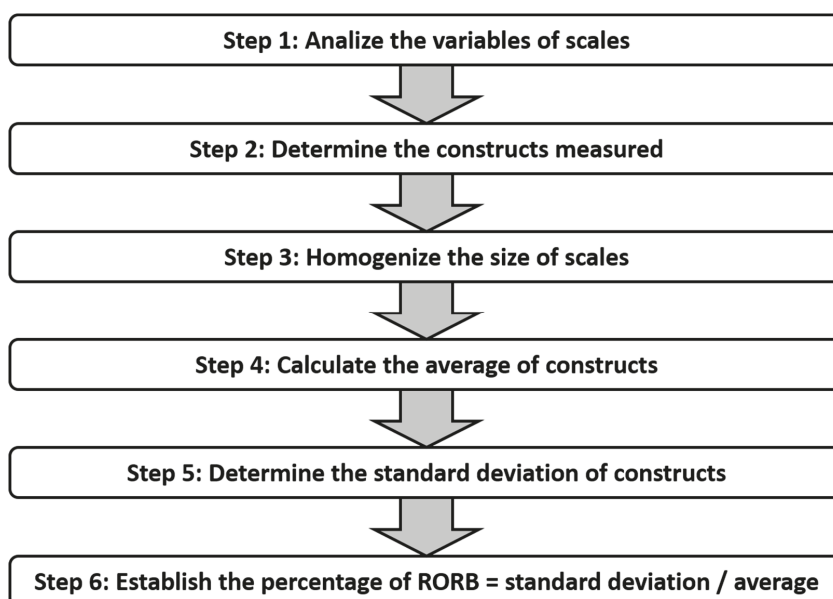 Step 1: Analize the variables of scales
Step 2: Determine the constructs measured
Step 3: Homogenize the size of scales
Step 4: Calculate the average of constructs
Step 5: Determine the standard deviation of constructs
Step 6: Establish the percentage of RORB = standard deviation / average